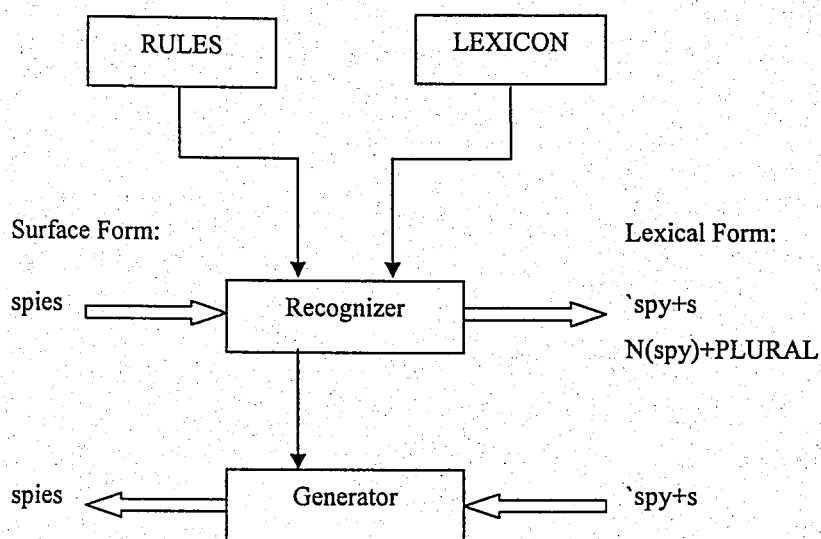 RULES
LEXICON
Surface Form:
Lexical Form:
spies
Recognizer
`spy+s
N(spy)+PLURAL
spies
Generator
`spy+s